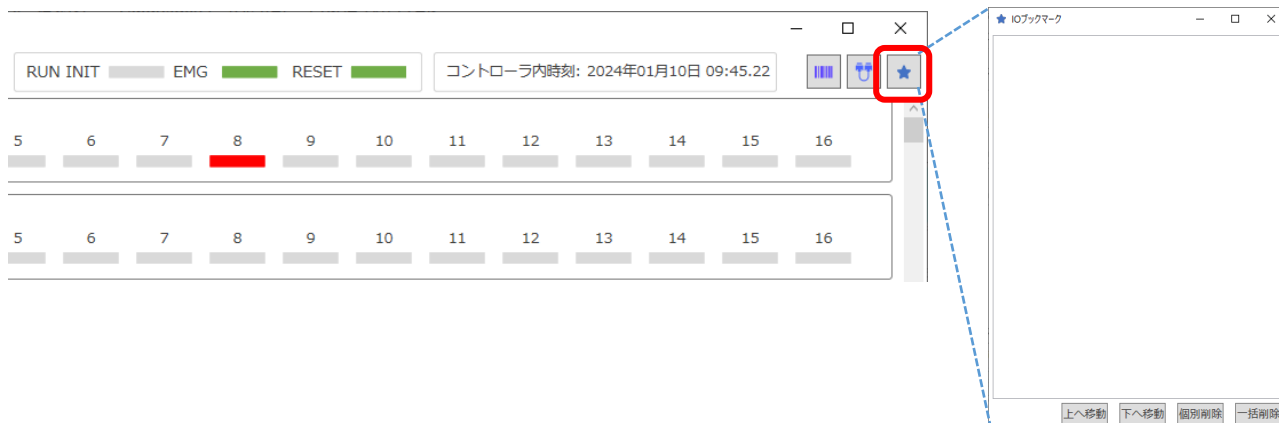 RUN INIT EMG RESET コントローラ内時刻: 2024年01月10日 09:45.22
5 6 7 8 9 10 11 12 13 14 15 16
5 6 7 8 9 10 11 12 13 14 15 16
IOブックマーク
上へ移動 下へ移動 個別削除 一括削除